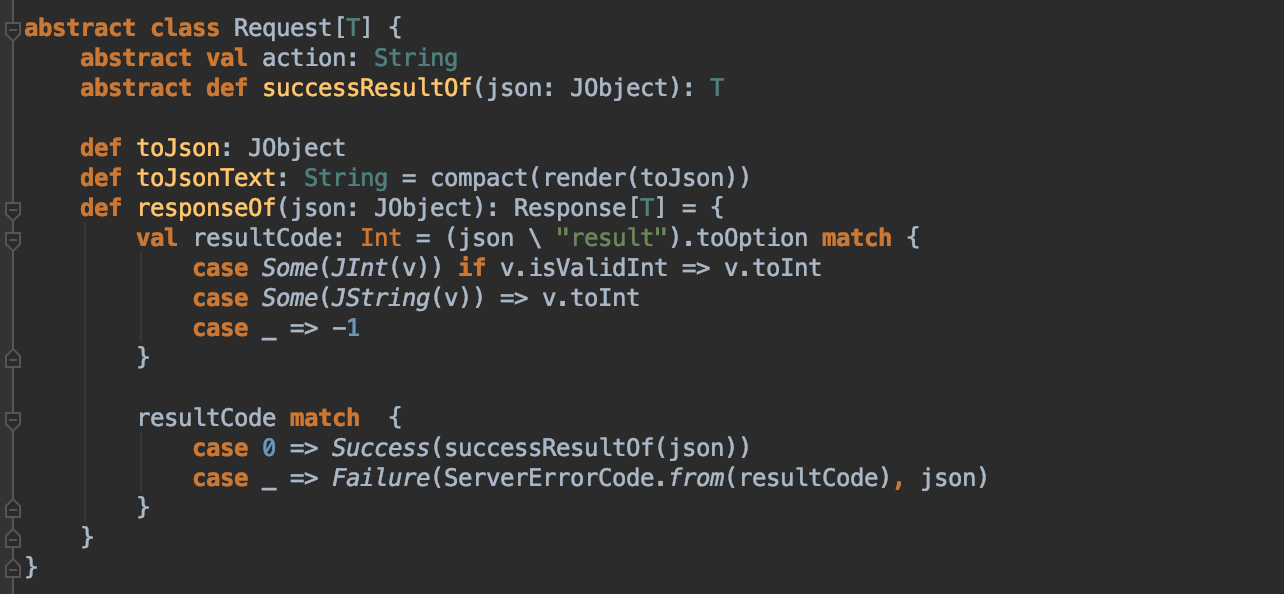 abstract class Request[T] {
    abstract val action: String
    abstract def successResultOf(json: JObject): T

    def toJson: JObject
    def toJsonText: String = compact(render(toJson))
    def responseOf(json: JObject): Response[T] = {
        val resultCode: Int = (json \ "result").toOption match {
            case Some(JInt(v)) if v.isValidInt => v.toInt
            case Some(JString(v)) => v.toInt
            case _ => -1
        }

        resultCode match  {
            case 0 => Success(successResultOf(json))
            case _ => Failure(ServerErrorCode.from(resultCode), json)
        }
    }
}